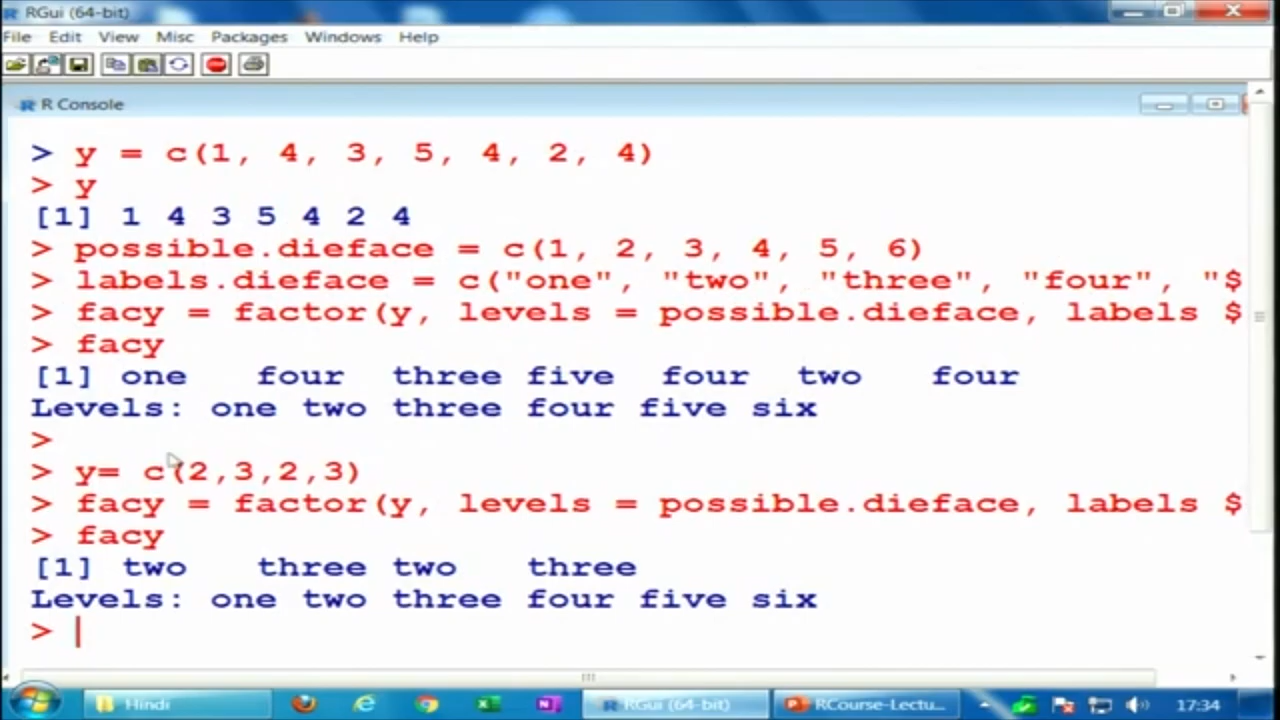 RGui (64-bit)
File Edit View Misc Packages Windows Help
R Console
> y = c(1, 4, 3, 5, 4, 2, 4)
> y
[1] 1 4 3 5 4 2 4
> possible.dieface = c(1, 2, 3, 4, 5, 6)
> labels.dieface = c("one", "two", "three", "four", "$
> facy = factor(y, levels = possible.dieface, labels $
> facy
[1] one four three five four two four
Levels: one two three four five six
>
> y= c(2,3,2,3)
> facy = factor(y, levels = possible.dieface, labels $
> facy
[1] two three two three
Levels: one two three four five six
>
Hindi RGui (64-bit) RCourse-Lectu... 17:34